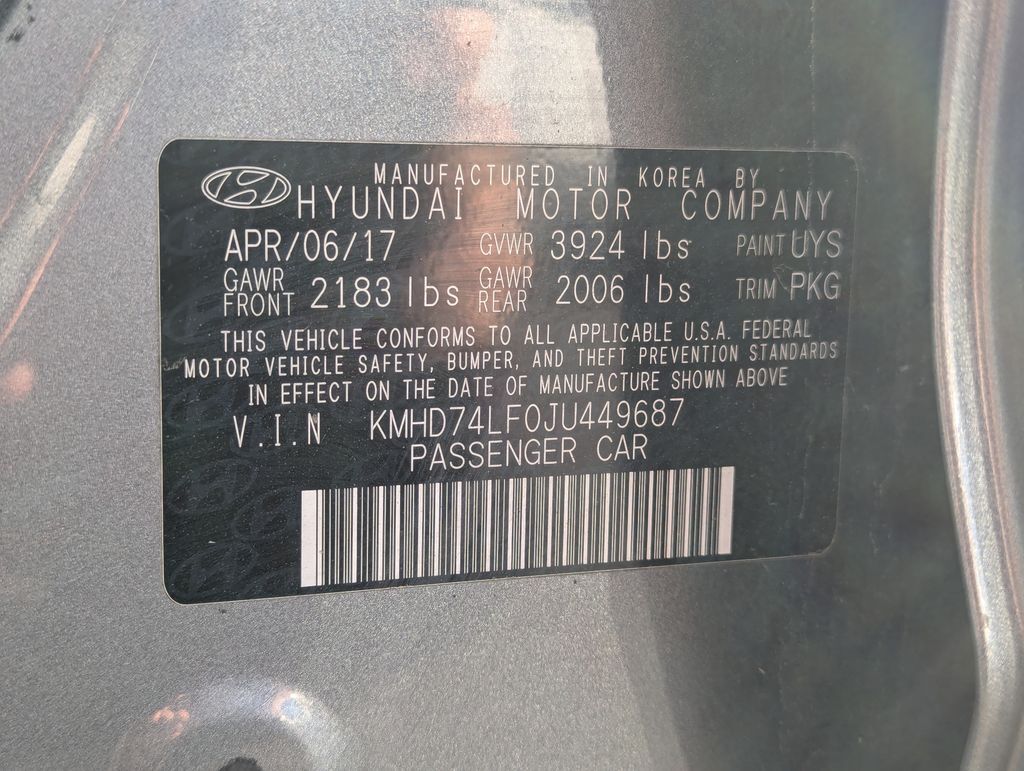 MANUFACTURED IN KOREA BY
HYUNDAI MOTOR COMPANY
APR/06/17 GVWR 3924 lbs PAINT UYS
GAWR FRONT 2183 lbs GAWR REAR 2006 lbs TRIM PKG
THIS VEHICLE CONFORMS TO ALL APPLICABLE U.S.A. FEDERAL
MOTOR VEHICLE SAFETY, BUMPER, AND THEFT PREVENTION STANDARDS
IN EFFECT ON THE DATE OF MANUFACTURE SHOWN ABOVE
V.I.N KMHD74LF0JU449687
PASSENGER CAR